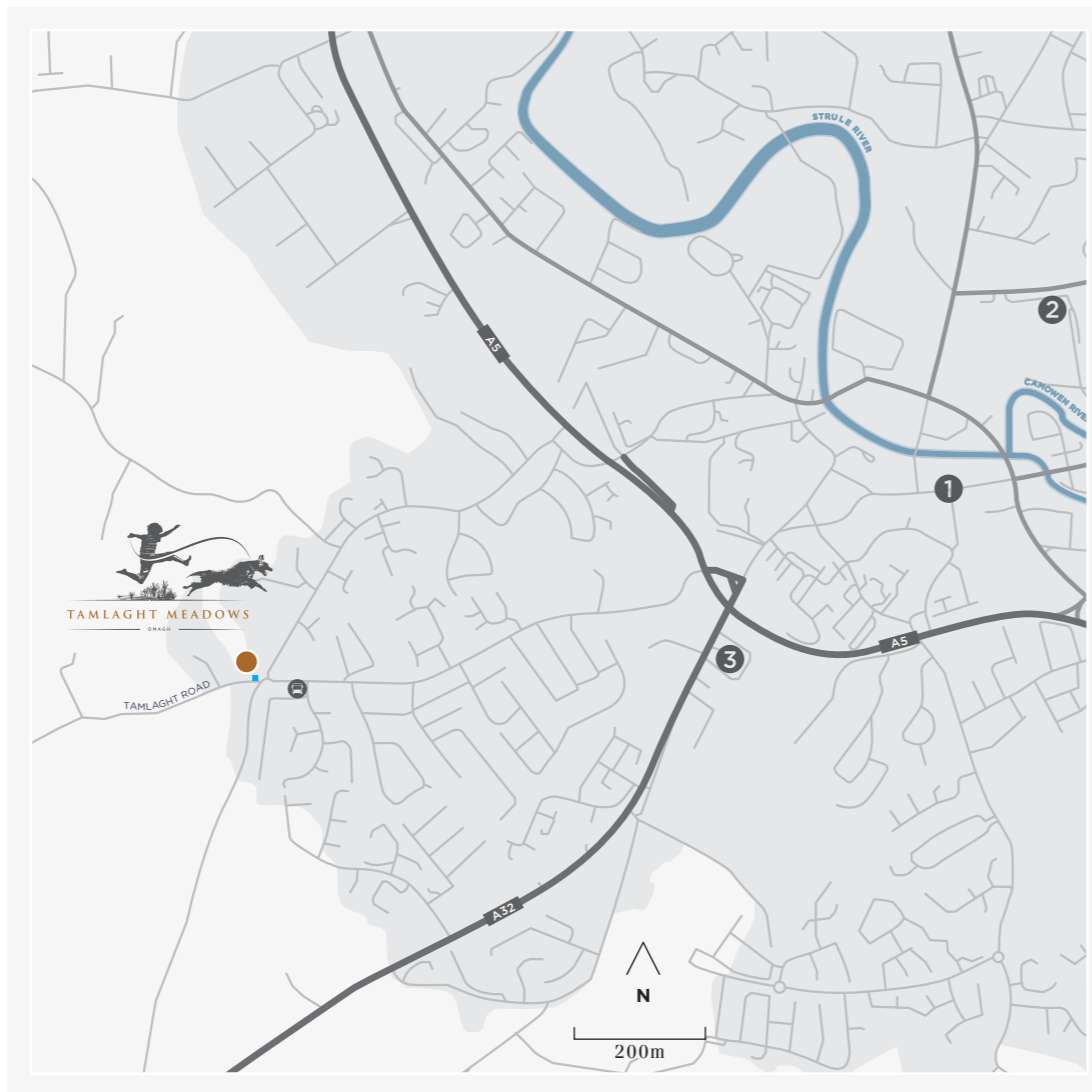 STRULE RIVER
2
A5
CAMOWEN RIVER
1
TAMLAGHT MEADOWS
OMAGH
A5
3
TAMLAGHT ROAD
A32
N
200m